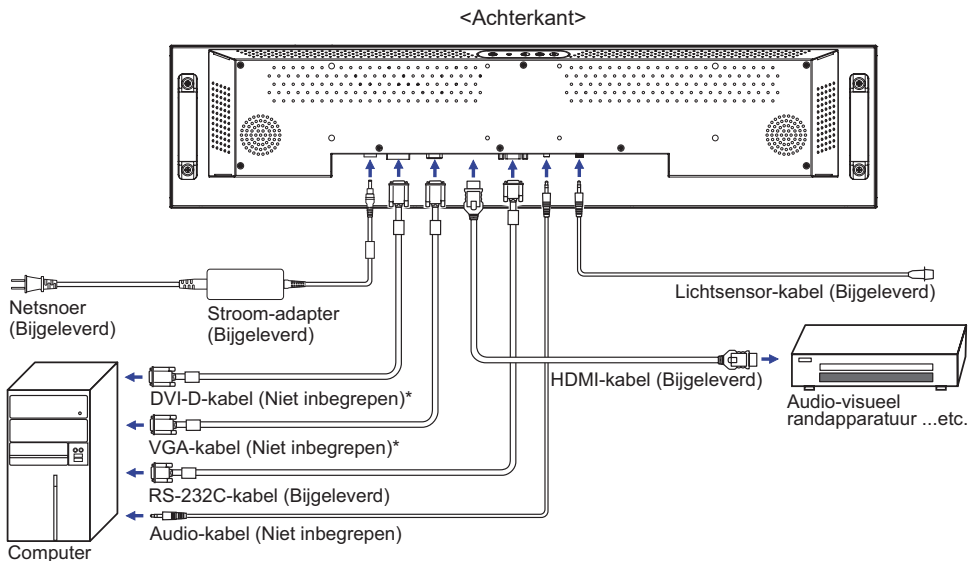 <Achterkant>
Netsnoer
(Bijgeleverd)
Stroom-adapter
(Bijgeleverd)
Lichtsensor-kabel (Bijgeleverd)
HDMI-kabel (Bijgeleverd)
Audio-visueel
randapparatuur ...etc.
DVI-D-kabel (Niet inbegrepen)*
VGA-kabel (Niet inbegrepen)*
RS-232C-kabel (Bijgeleverd)
Audio-kabel (Niet inbegrepen)
Computer